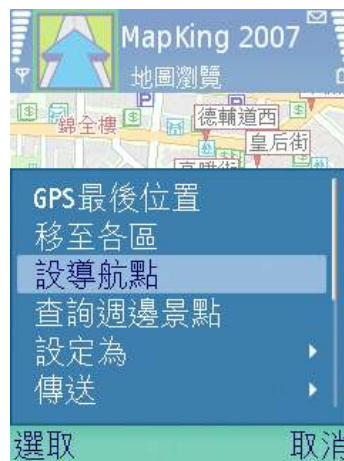 MapKing 2007
地圖瀏覽
錦全樓
德輔道西
皇后街
GPS最後位置
移至各區
設導航點
查詢週邊景點
設定為
傳送
選取 取消